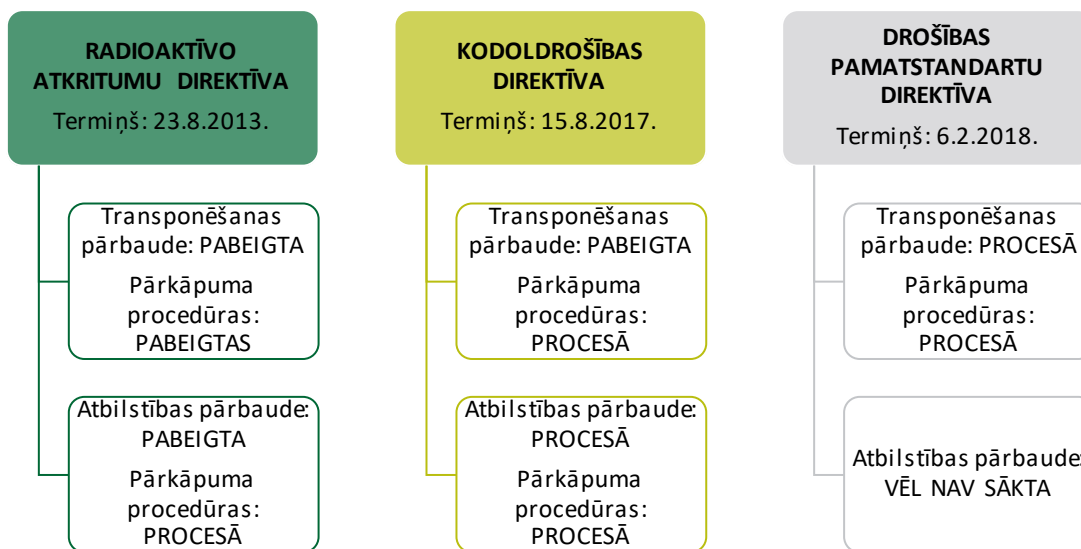 RADIOAKTĪVO
ATKRITUMU DIREKTĪVA
Termiņš: 23.8.2013.
Transponēšanas
pārbaude: PABEIGTA
Pārkāpuma
procedūras:
PABEIGTAS
Atbilstības pārbaude:
PABEIGTA
Pārkāpuma
procedūras:
PROCESĀ
KODOLDROŠĪBAS
DIREKTĪVA
Termiņš: 15.8.2017.
Transponēšanas
pārbaude: PABEIGTA
Pārkāpuma
procedūras:
PROCESĀ
Atbilstības pārbaude:
PROCESĀ
Pārkāpuma
procedūras:
PROCESĀ
DROŠĪBAS
PAMATSTANDARTU
DIREKTĪVA
Termiņš: 6.2.2018.
Transponēšanas
pārbaude: PROCESĀ
Pārkāpuma
procedūras:
PROCESĀ
Atbilstības pārbaude:
VĒL NAV SĀKTA